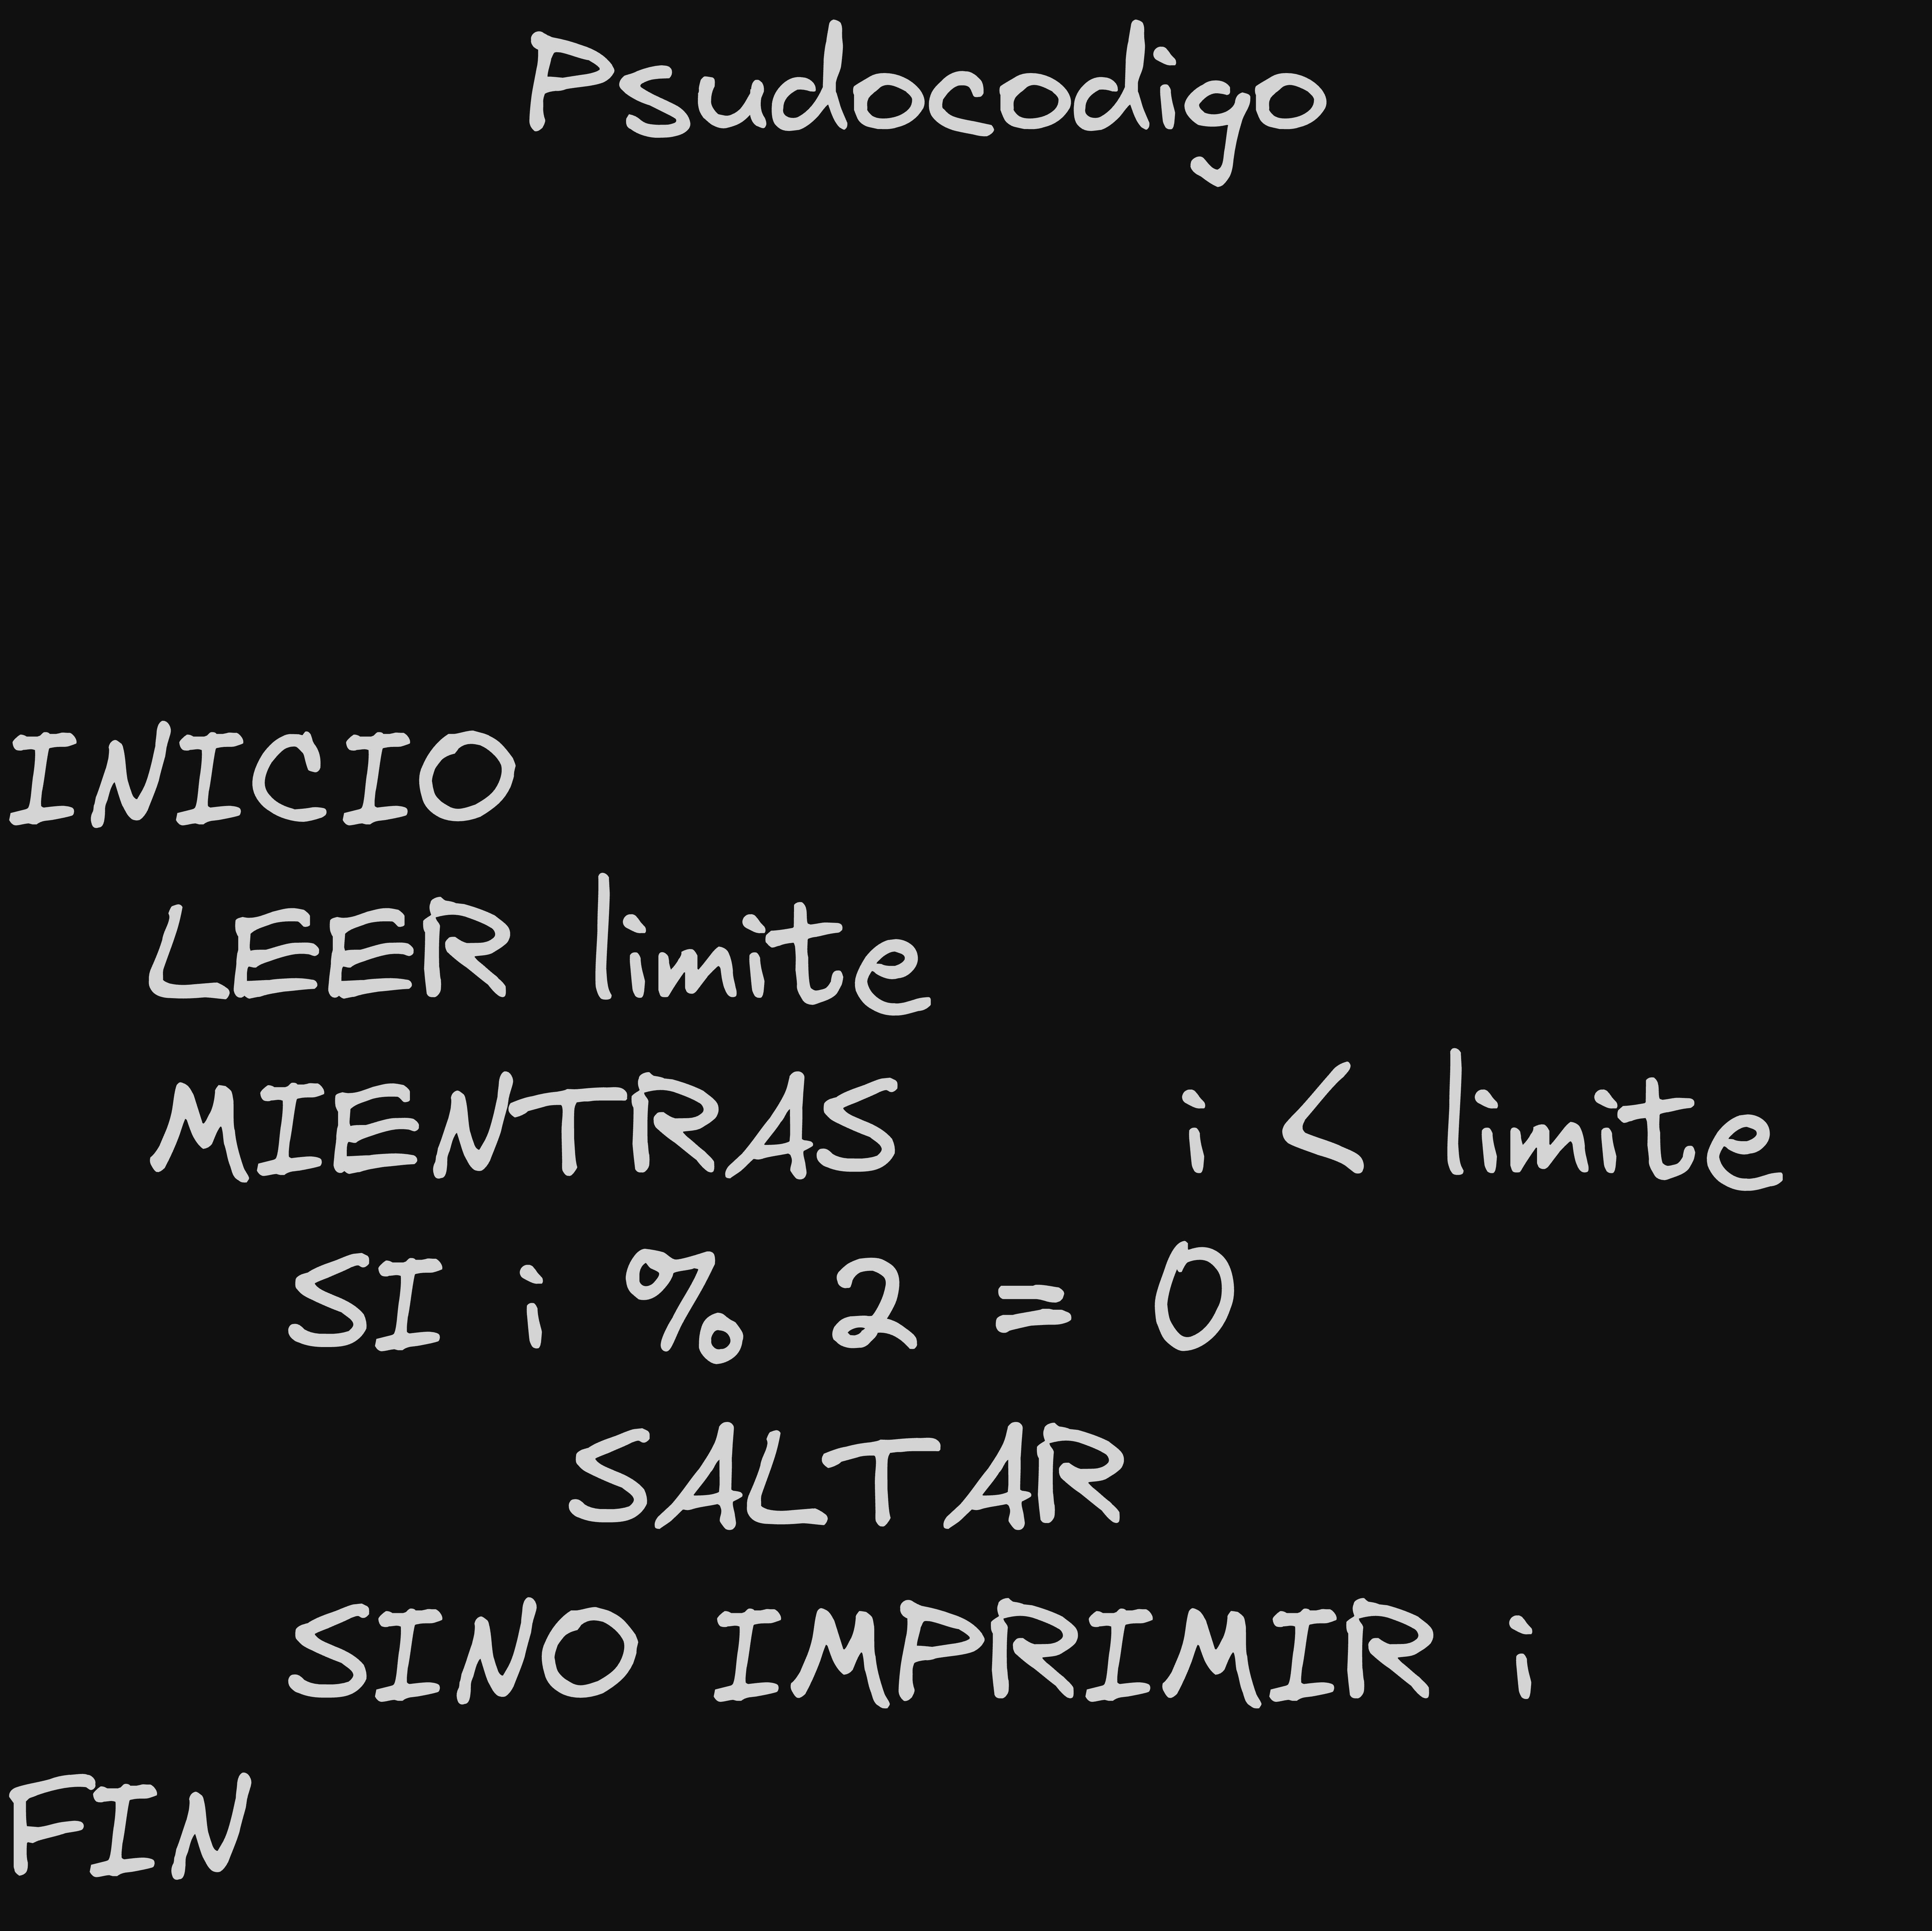 Psudocodigo
INICIO
LEER limite
MIENTRAS i < limite
SI i % 2 = 0
SALTAR
SINO IMPRIMIR i
FIN